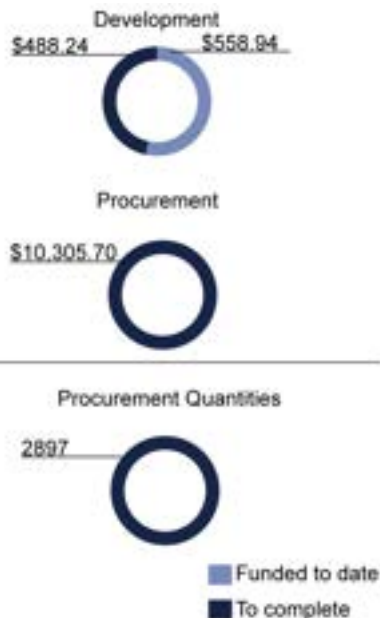 Development
$488.24 $558.94
Procurement
$10,305.70
Procurement Quantities
2897
Funded to date
To complete